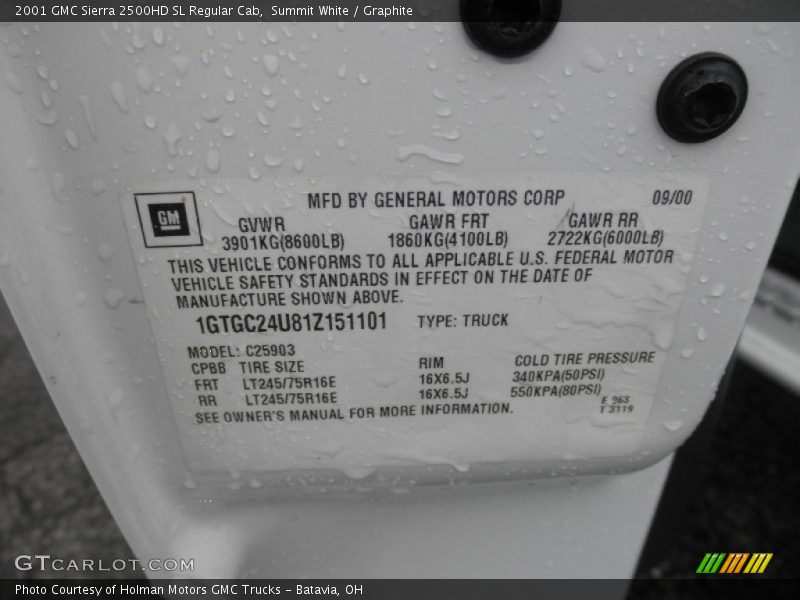 2001 GMC Sierra 2500HD SL Regular Cab, Summit White / Graphite
MFD BY GENERAL MOTORS CORP 09/00
GM
GVWR GAWR FRT GAWR RR
3901KG(8600LB) 1860KG(4100LB) 2722KG(6000LB)
THIS VEHICLE CONFORMS TO ALL APPLICABLE U.S. FEDERAL MOTOR
VEHICLE SAFETY STANDARDS IN EFFECT ON THE DATE OF
MANUFACTURE SHOWN ABOVE.
1GTGC24U81Z151101 TYPE: TRUCK
MODEL: C25903
CPBB TIRE SIZE RIM COLD TIRE PRESSURE
FRT LT245/75R16E 16X6.5J 340KPA(50PSI)
RR LT245/75R16E 16X6.5J 550KPA(80PSI)
SEE OWNER'S MANUAL FOR MORE INFORMATION.
963
T 3119
GTCARLOT.COM
Photo Courtesy of Holman Motors GMC Trucks - Batavia, OH